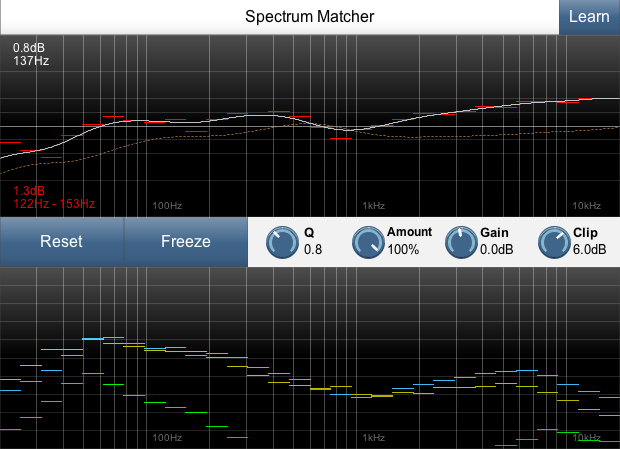 Spectrum Matcher
Learn
0.8dB
137Hz
1.3dB
122Hz - 153Hz
100Hz
1kHz
10kHz
Reset
Freeze
Q
0.8
Amount
100%
Gain
0.0dB
Clip
6.0dB
100Hz
1kHz
10kHz